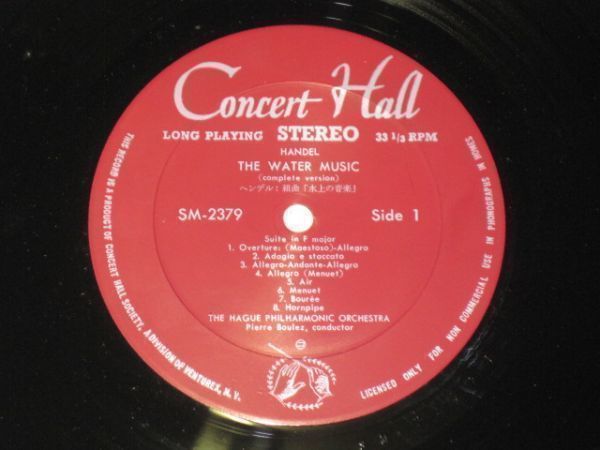 Concert Hall
LONG PLAYING STEREO 33 1/3 RPM
HANDEL
THE WATER MUSIC
(complete version)
ヘンデル: 組曲『水上の音楽』
SM-2379 Side 1
Suite in F major
1. Overture: (Maestoso)-Allegro
2. Adagio e staccato
3. Allegro-Andante-Allegro
4. Allegro (Menuet)
5. Air
6. Menuet
7. Bourée
8. Hornpipe
THE HAGUE PHILHARMONIC ORCHESTRA
Pierre Boulez, conductor
THIS RECORD IS A PRODUCT OF CONCERT HALL SOCIETY, A DIVISION OF VENTUREX, N. Y.
LICENSED ONLY FOR NON COMMERCIAL USE IN PHONOGRAPHS IN HOMES